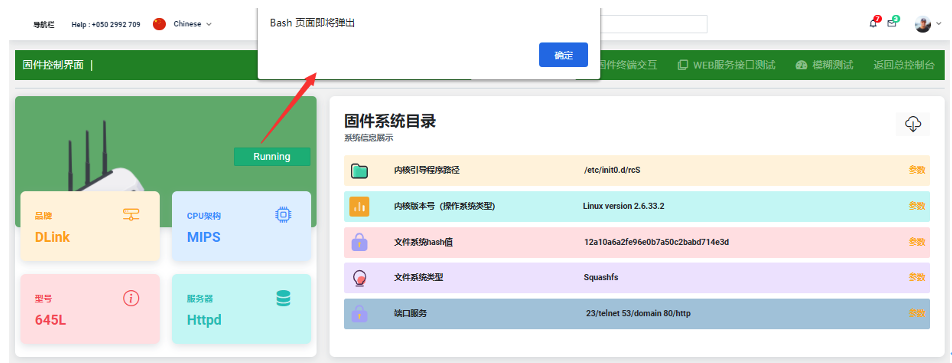 导航栏 Help : +050 2992 709 Chinese
Bash 页面即将弹出
确定
7 3
固件控制界面 |
固件终端交互 WEB服务接口测试 模糊测试 返回总控制台
Running
品牌
DLink
CPU架构
MIPS
型号
645L
服务器
Httpd
固件系统目录
系统信息展示
内核引导程序路径 /etc/init0.d/rcS 参数
内核版本号（操作系统类型) Linux version 2.6.33.2 参数
文件系统hash值 12a10a6a2fe96e0b7a50c2babd714e3d 参数
文件系统类型 Squashfs 参数
端口服务 23/telnet 53/domain 80/http 参数